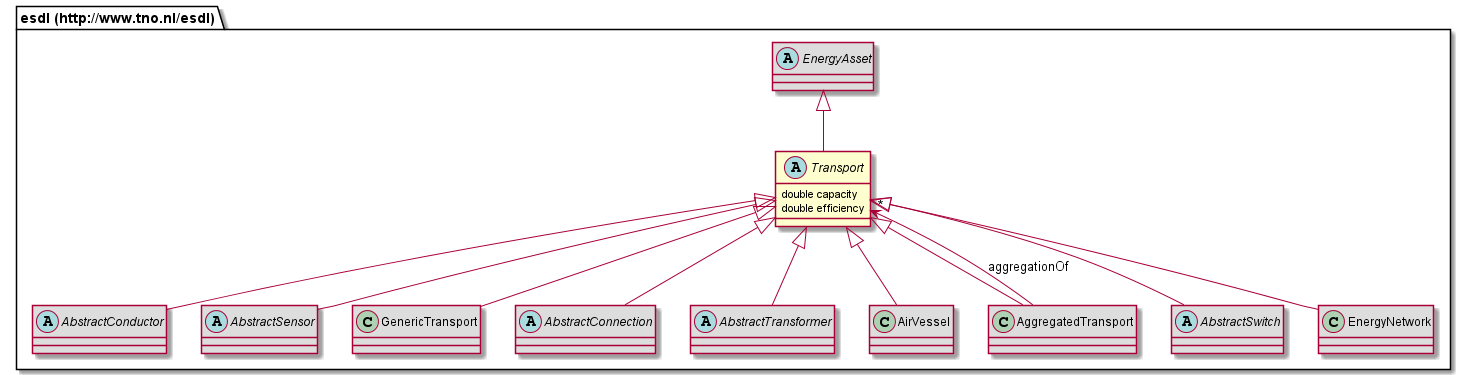 esdl (http://www.tno.nl/esdl)
A EnergyAsset
A Transport
double capacity
double efficiency
*
aggregationOf
A AbstractConductor
A AbstractSensor
C GenericTransport
A AbstractConnection
A AbstractTransformer
C AirVessel
C AggregatedTransport
A AbstractSwitch
C EnergyNetwork